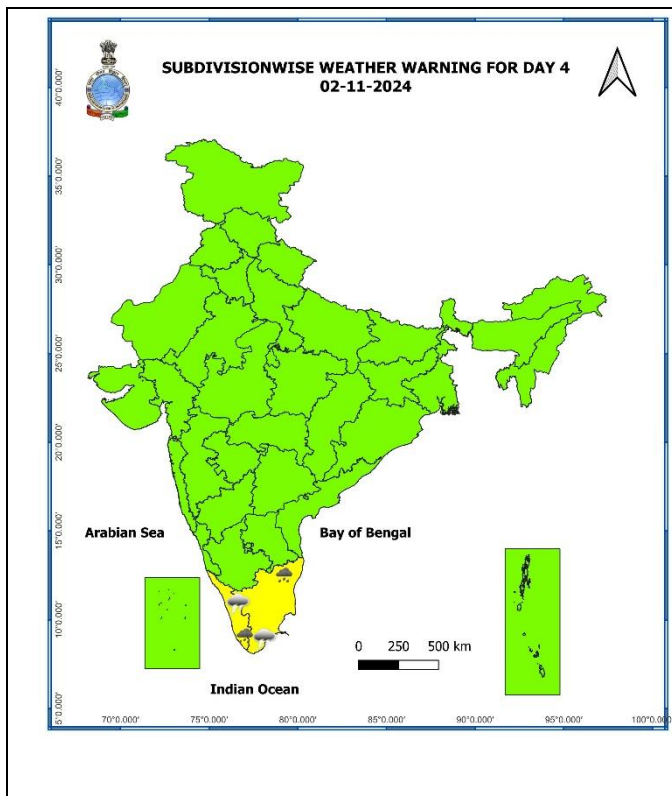 SUBDIVISIONWISE WEATHER WARNING FOR DAY 4
02-11-2024
40°0.000'
35°0.000'
30°0.000'
25°0.000'
20°0.000'
15°0.000'
10°0.000'
5°0.000'
Arabian Sea
Bay of Bengal
0 250 500 km
Indian Ocean
70°0.000' 75°0.000' 80°0.000' 85°0.000' 90°0.000' 95°0.000' 100°0.000'